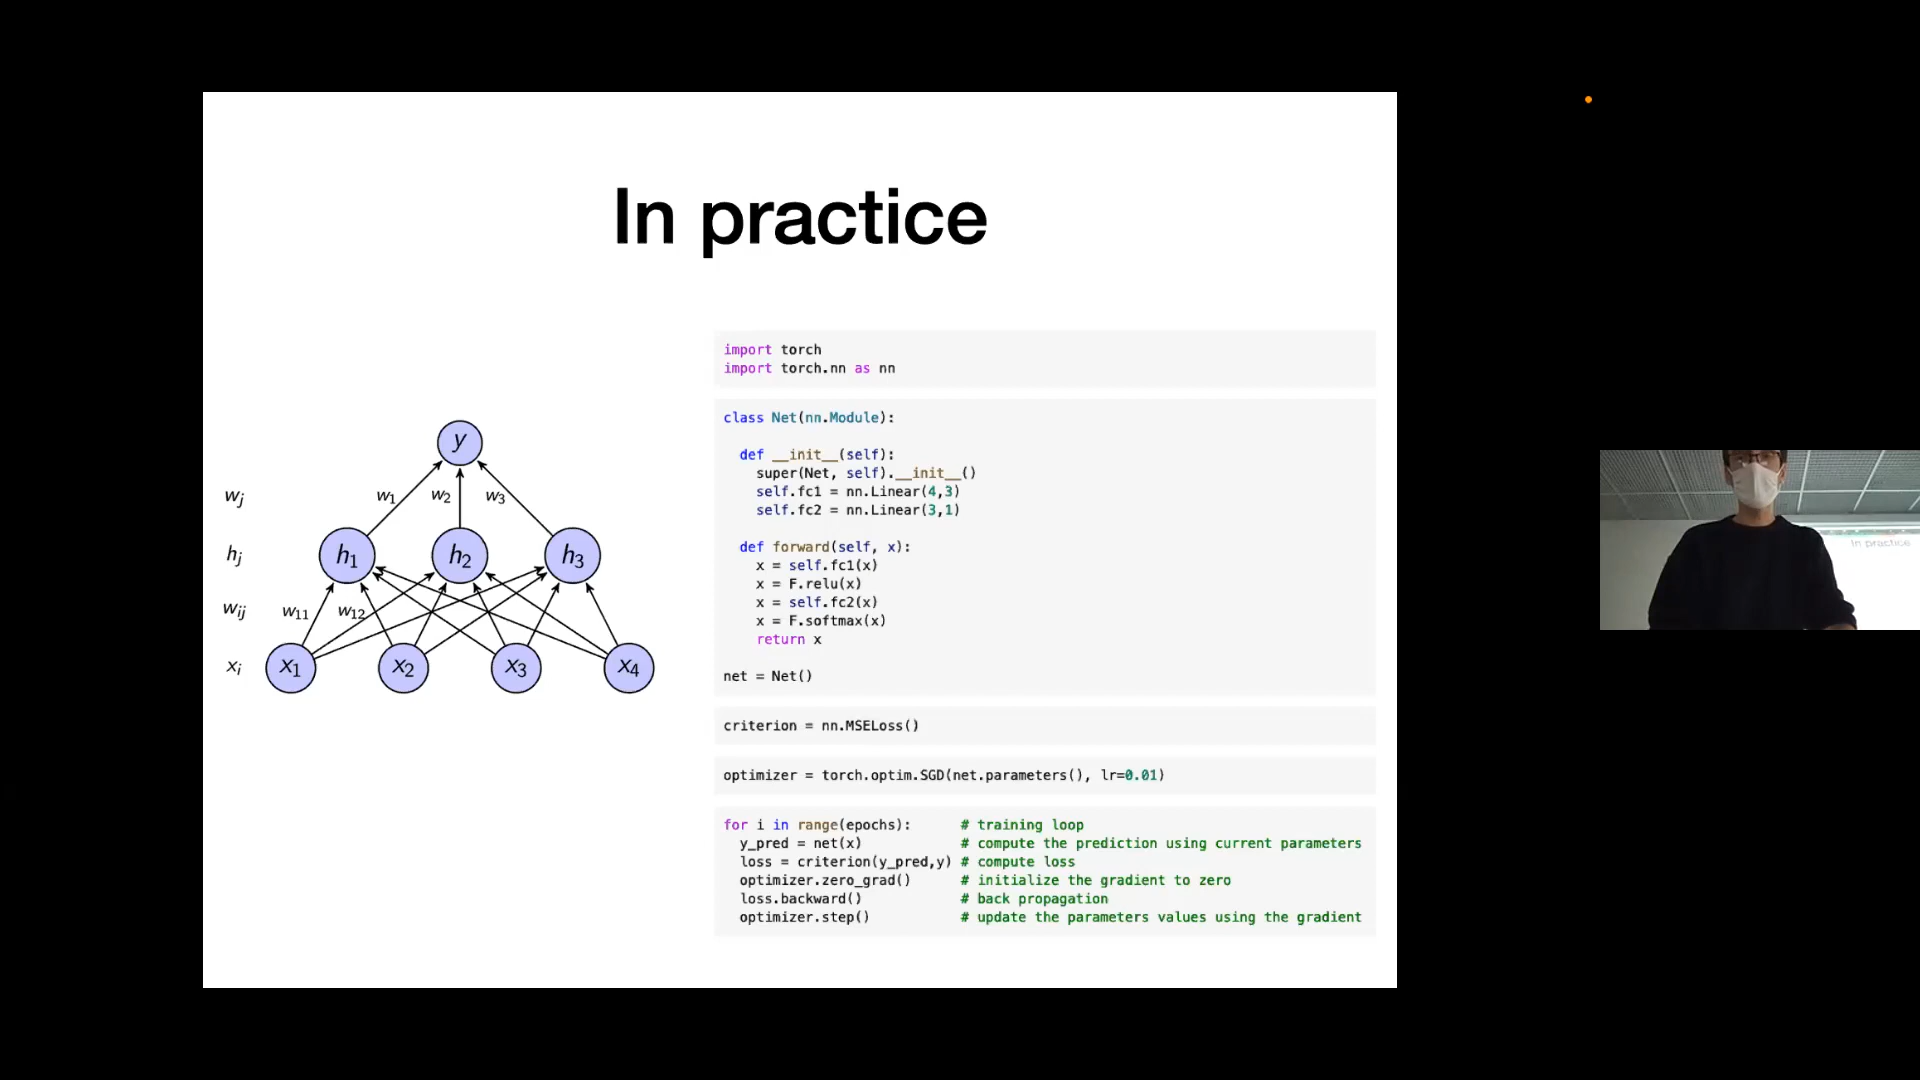 In practice
y
wj
w1
w2
w3
hj
h1
h2
h3
wij
w11
w12
xi
x1
x2
x3
x4
import torch
import torch.nn as nn
class Net(nn.Module):
def __init__(self):
super(Net, self).__init__()
self.fc1 = nn.Linear(4,3)
self.fc2 = nn.Linear(3,1)
def forward(self, x):
x = self.fc1(x)
x = F.relu(x)
x = self.fc2(x)
x = F.softmax(x)
return x
net = Net()
criterion = nn.MSELoss()
optimizer = torch.optim.SGD(net.parameters(), lr=0.01)
for i in range(epochs): # training loop
y_pred = net(x) # compute the prediction using current parameters
loss = criterion(y_pred,y) # compute loss
optimizer.zero_grad() # initialize the gradient to zero
loss.backward() # back propagation
optimizer.step() # update the parameters values using the gradient
In practice